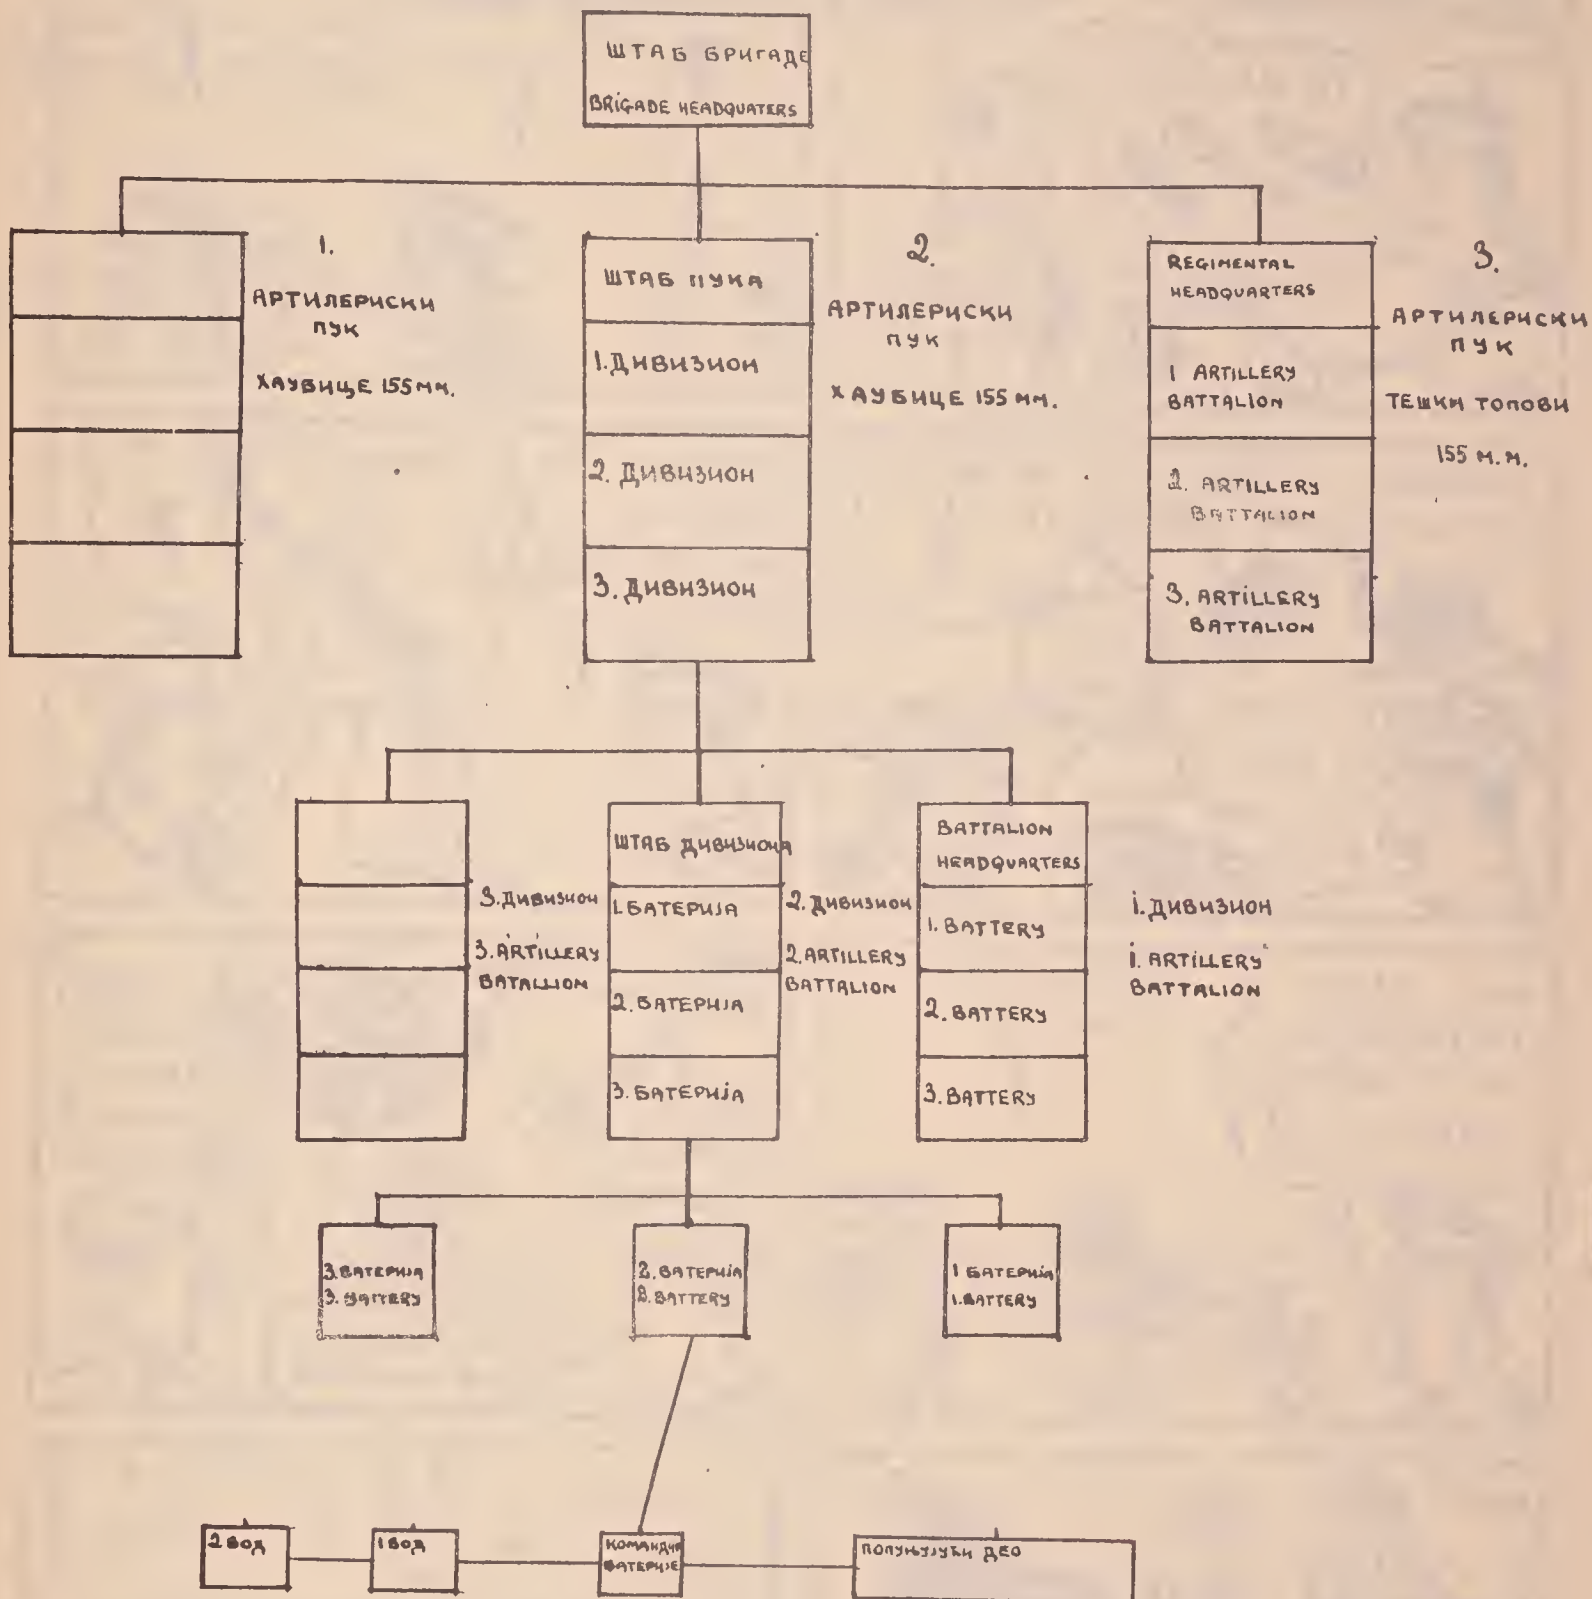 ШТАБ БРИГАДЕ
BRIGADE HEADQUATERS
1.
АРТИЛЕРИСКИ
ПУК
ХАУБИЦЕ 155 ММ.
ШТАБ ПУКА
1. ДИВИЗИОН
2. ДИВИЗИОН
3. ДИВИЗИОН
2.
АРТИЛЕРИСКИ
ПУК
ХАУБИЦЕ 155 ММ.
REGIMENTAL
HEADQUARTERS
1 ARTILLERY
BATTALION
2. ARTILLERY
BATTALION
3. ARTILLERY
BATTALION
3.
АРТИЛЕРИСКИ
ПУК
ТЕШКИ ТОПОВИ
155 М.М.
3. ДИВИЗИОН
3. ARTILLERY
BATALLION
ШТАБ ДИВИЗИОНА
1. БАТЕРИЈА
2. БАТЕРИЈА
3. БАТЕРИЈА
2. ДИВИЗИОН
2. ARTILLERY
BATTALION
BATTALION
HEADQUARTERS
1. BATTERY
2. BATTERY
3. BATTERY
1. ДИВИЗИОН
1. ARTILLERY
BATTALION
3. БАТЕРИЈА
3. BATTERY
2. БАТЕРИЈА
2. BATTERY
1 БАТЕРИЈА
1. BATTERY
2 ВОД
1 ВОД
КОМАНДИР
БАТЕРИЈЕ
ПОПУЊУЈУЋИ ДЕО